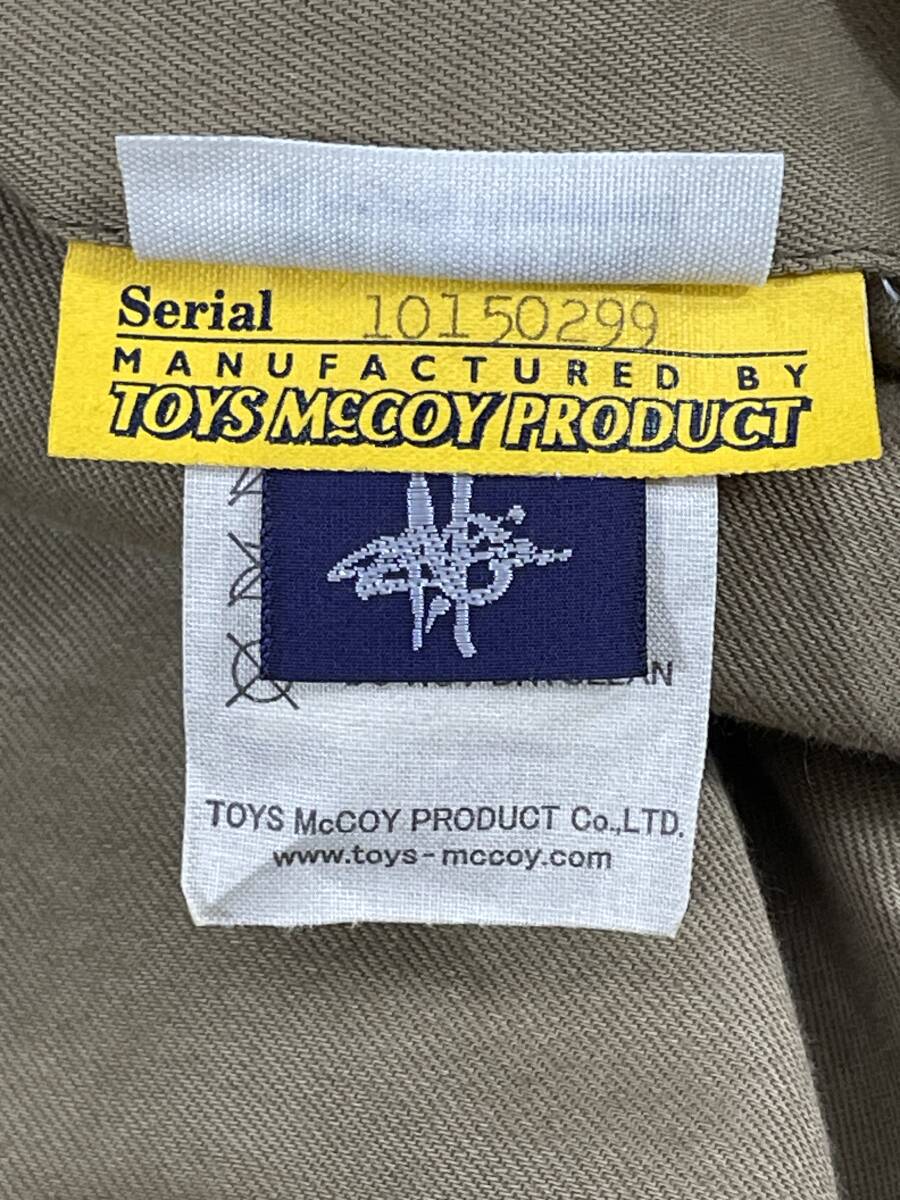 Serial 10150299
MANUFACTURED BY
TOYS McCOY PRODUCT
TOYS McCOY PRODUCT Co.,LTD.
www.toys-mccoy.com